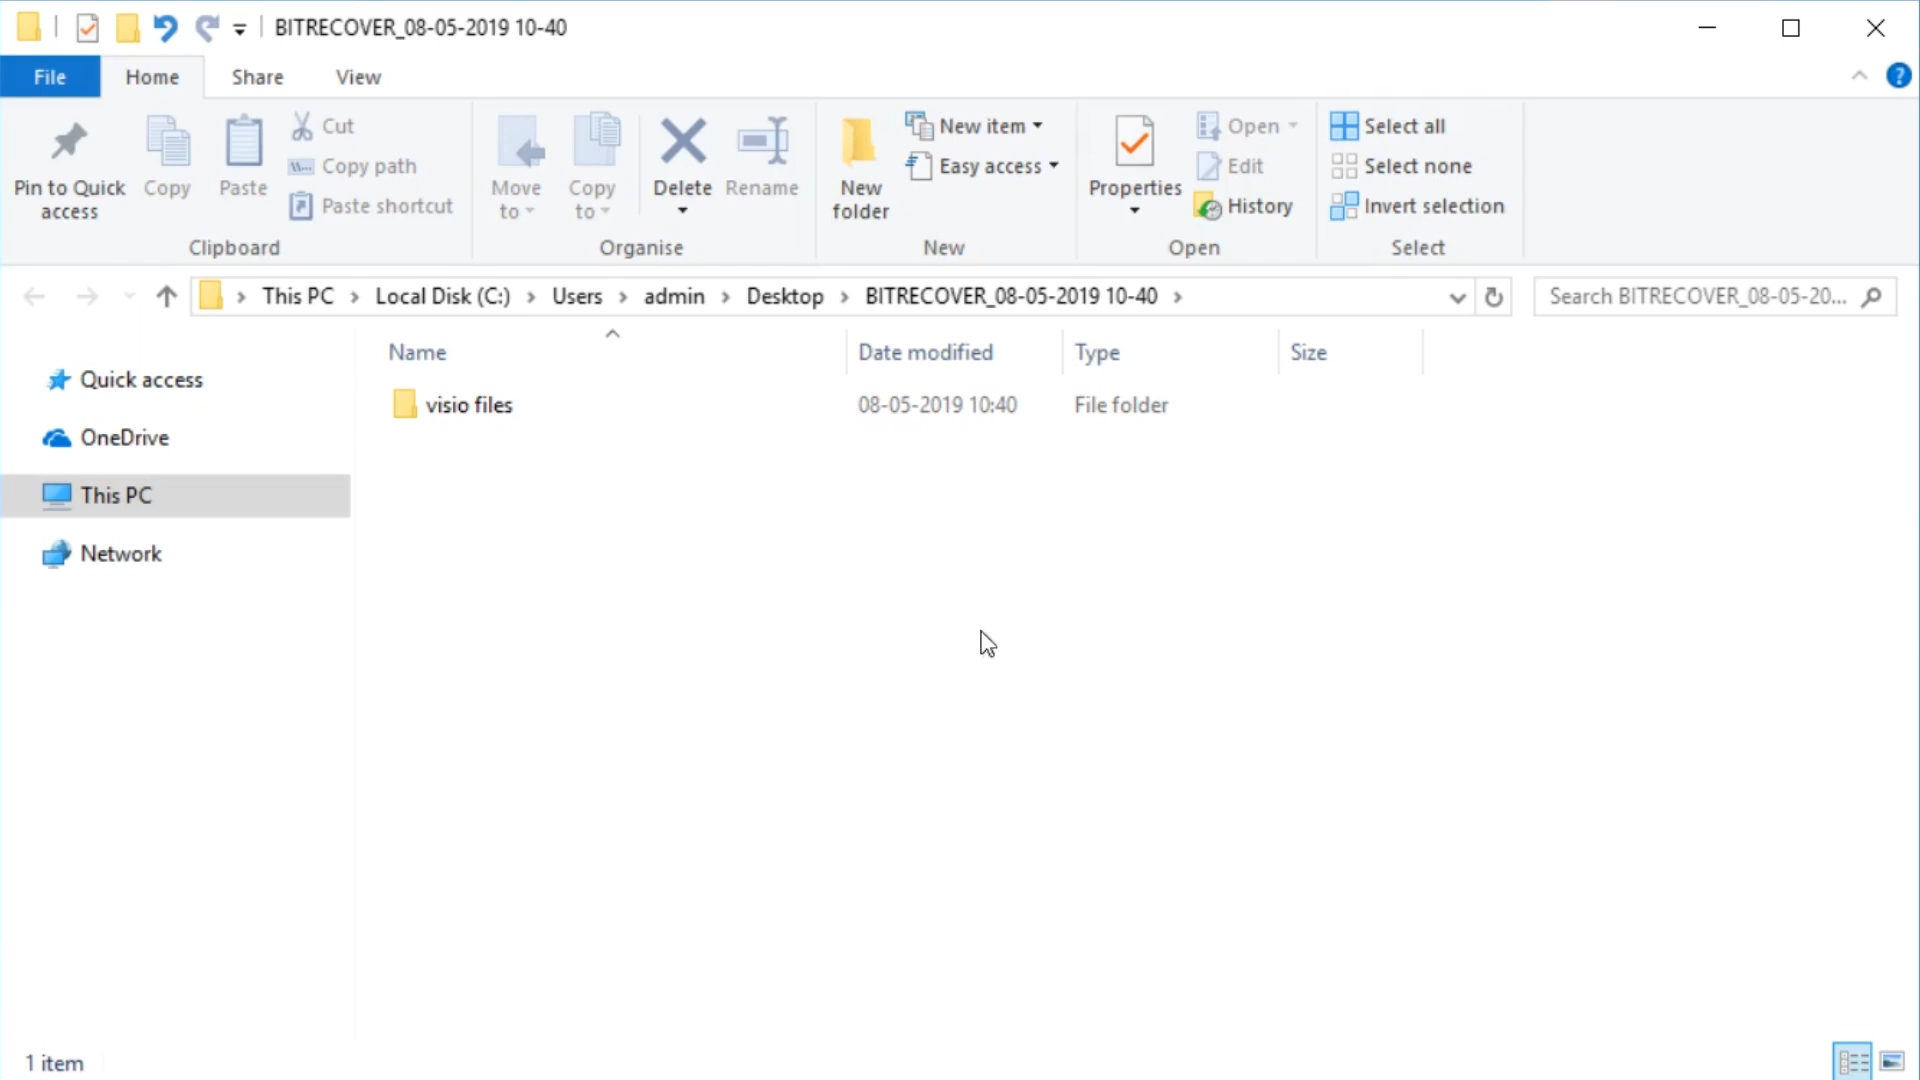 BITRECOVER_08-05-2019 10-40
File
Home
Share
View
?
Pin to Quick access
Copy
Paste
Cut
Copy path
Paste shortcut
Clipboard
Move to
Copy to
Delete
Rename
Organise
New folder
New item
Easy access
New
Properties
Open
Edit
History
Open
Select all
Select none
Invert selection
Select
This PC > Local Disk (C:) > Users > admin > Desktop > BITRECOVER_08-05-2019 10-40 >
Search BITRECOVER_08-05-20...
Quick access
OneDrive
This PC
Network
Name Date modified Type Size
visio files 08-05-2019 10:40 File folder
1 item